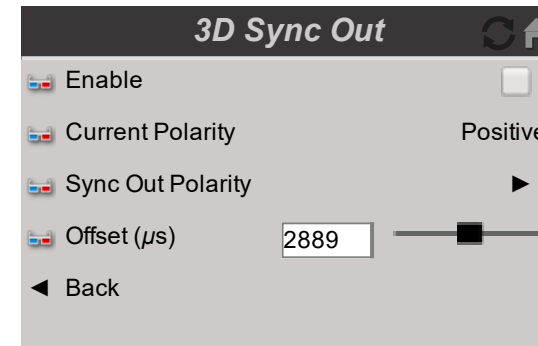 3D Sync Out
Enable
Current Polarity Positive
Sync Out Polarity
Offset (µs) 2889
Back